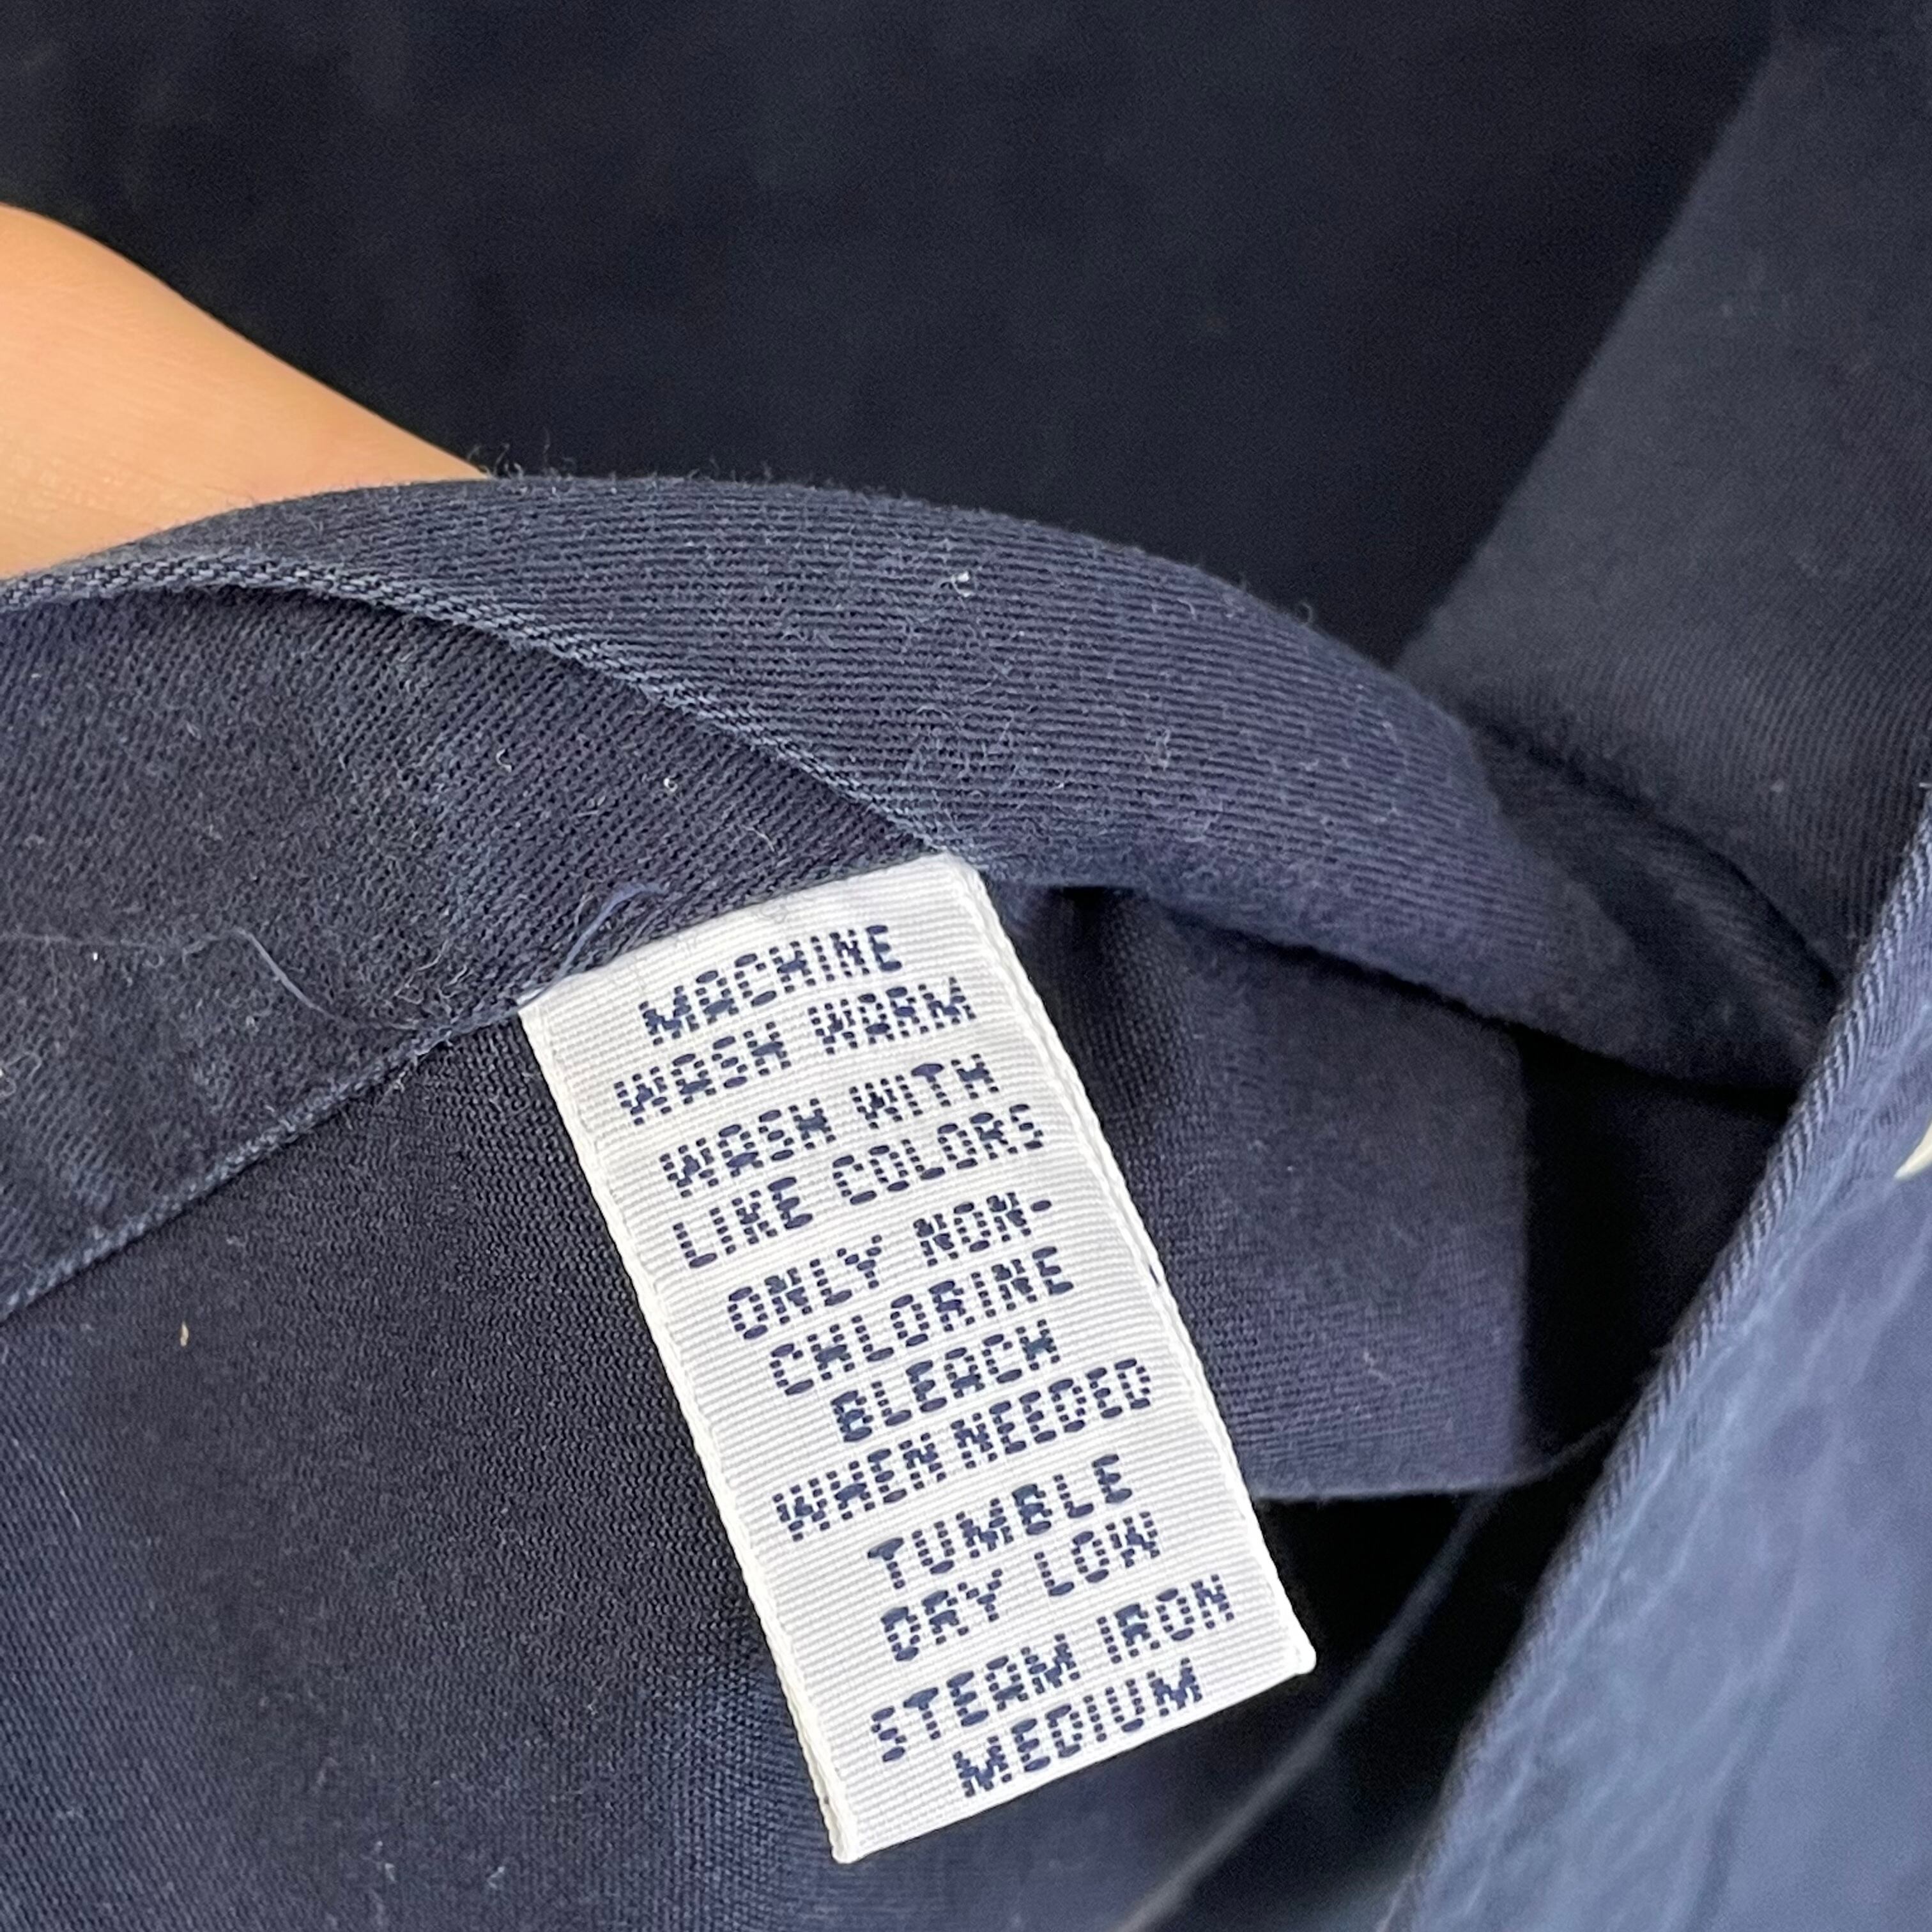 MACHINE
WASH WARM
WASH WITH
LIKE COLORS
ONLY NON-
CHLORINE
BLEACH
WHEN NEEDED
TUMBLE
DRY LOW
STEAM IRON
MEDIUM